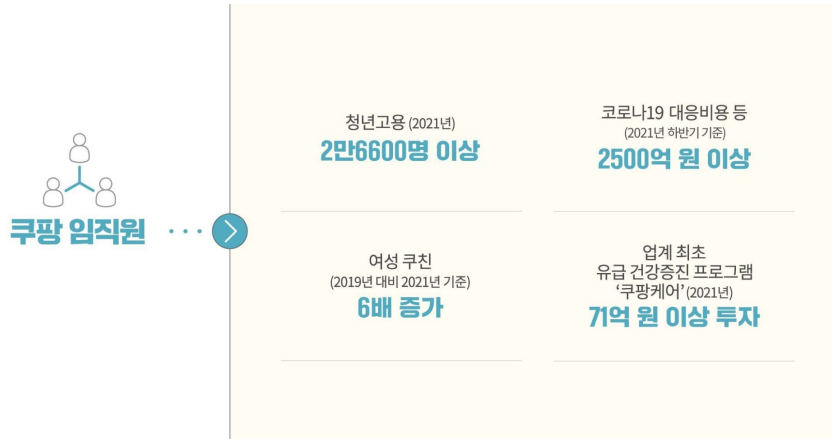 쿠팡 임직원
청년고용 (2021년)
2만6600명 이상
코로나19 대응비용 등
(2021년 하반기 기준)
2500억 원 이상
여성 쿠친
(2019년 대비 2021년 기준)
6배 증가
업계 최초
유급 건강증진 프로그램
‘쿠팡케어’(2021년)
71억 원 이상 투자